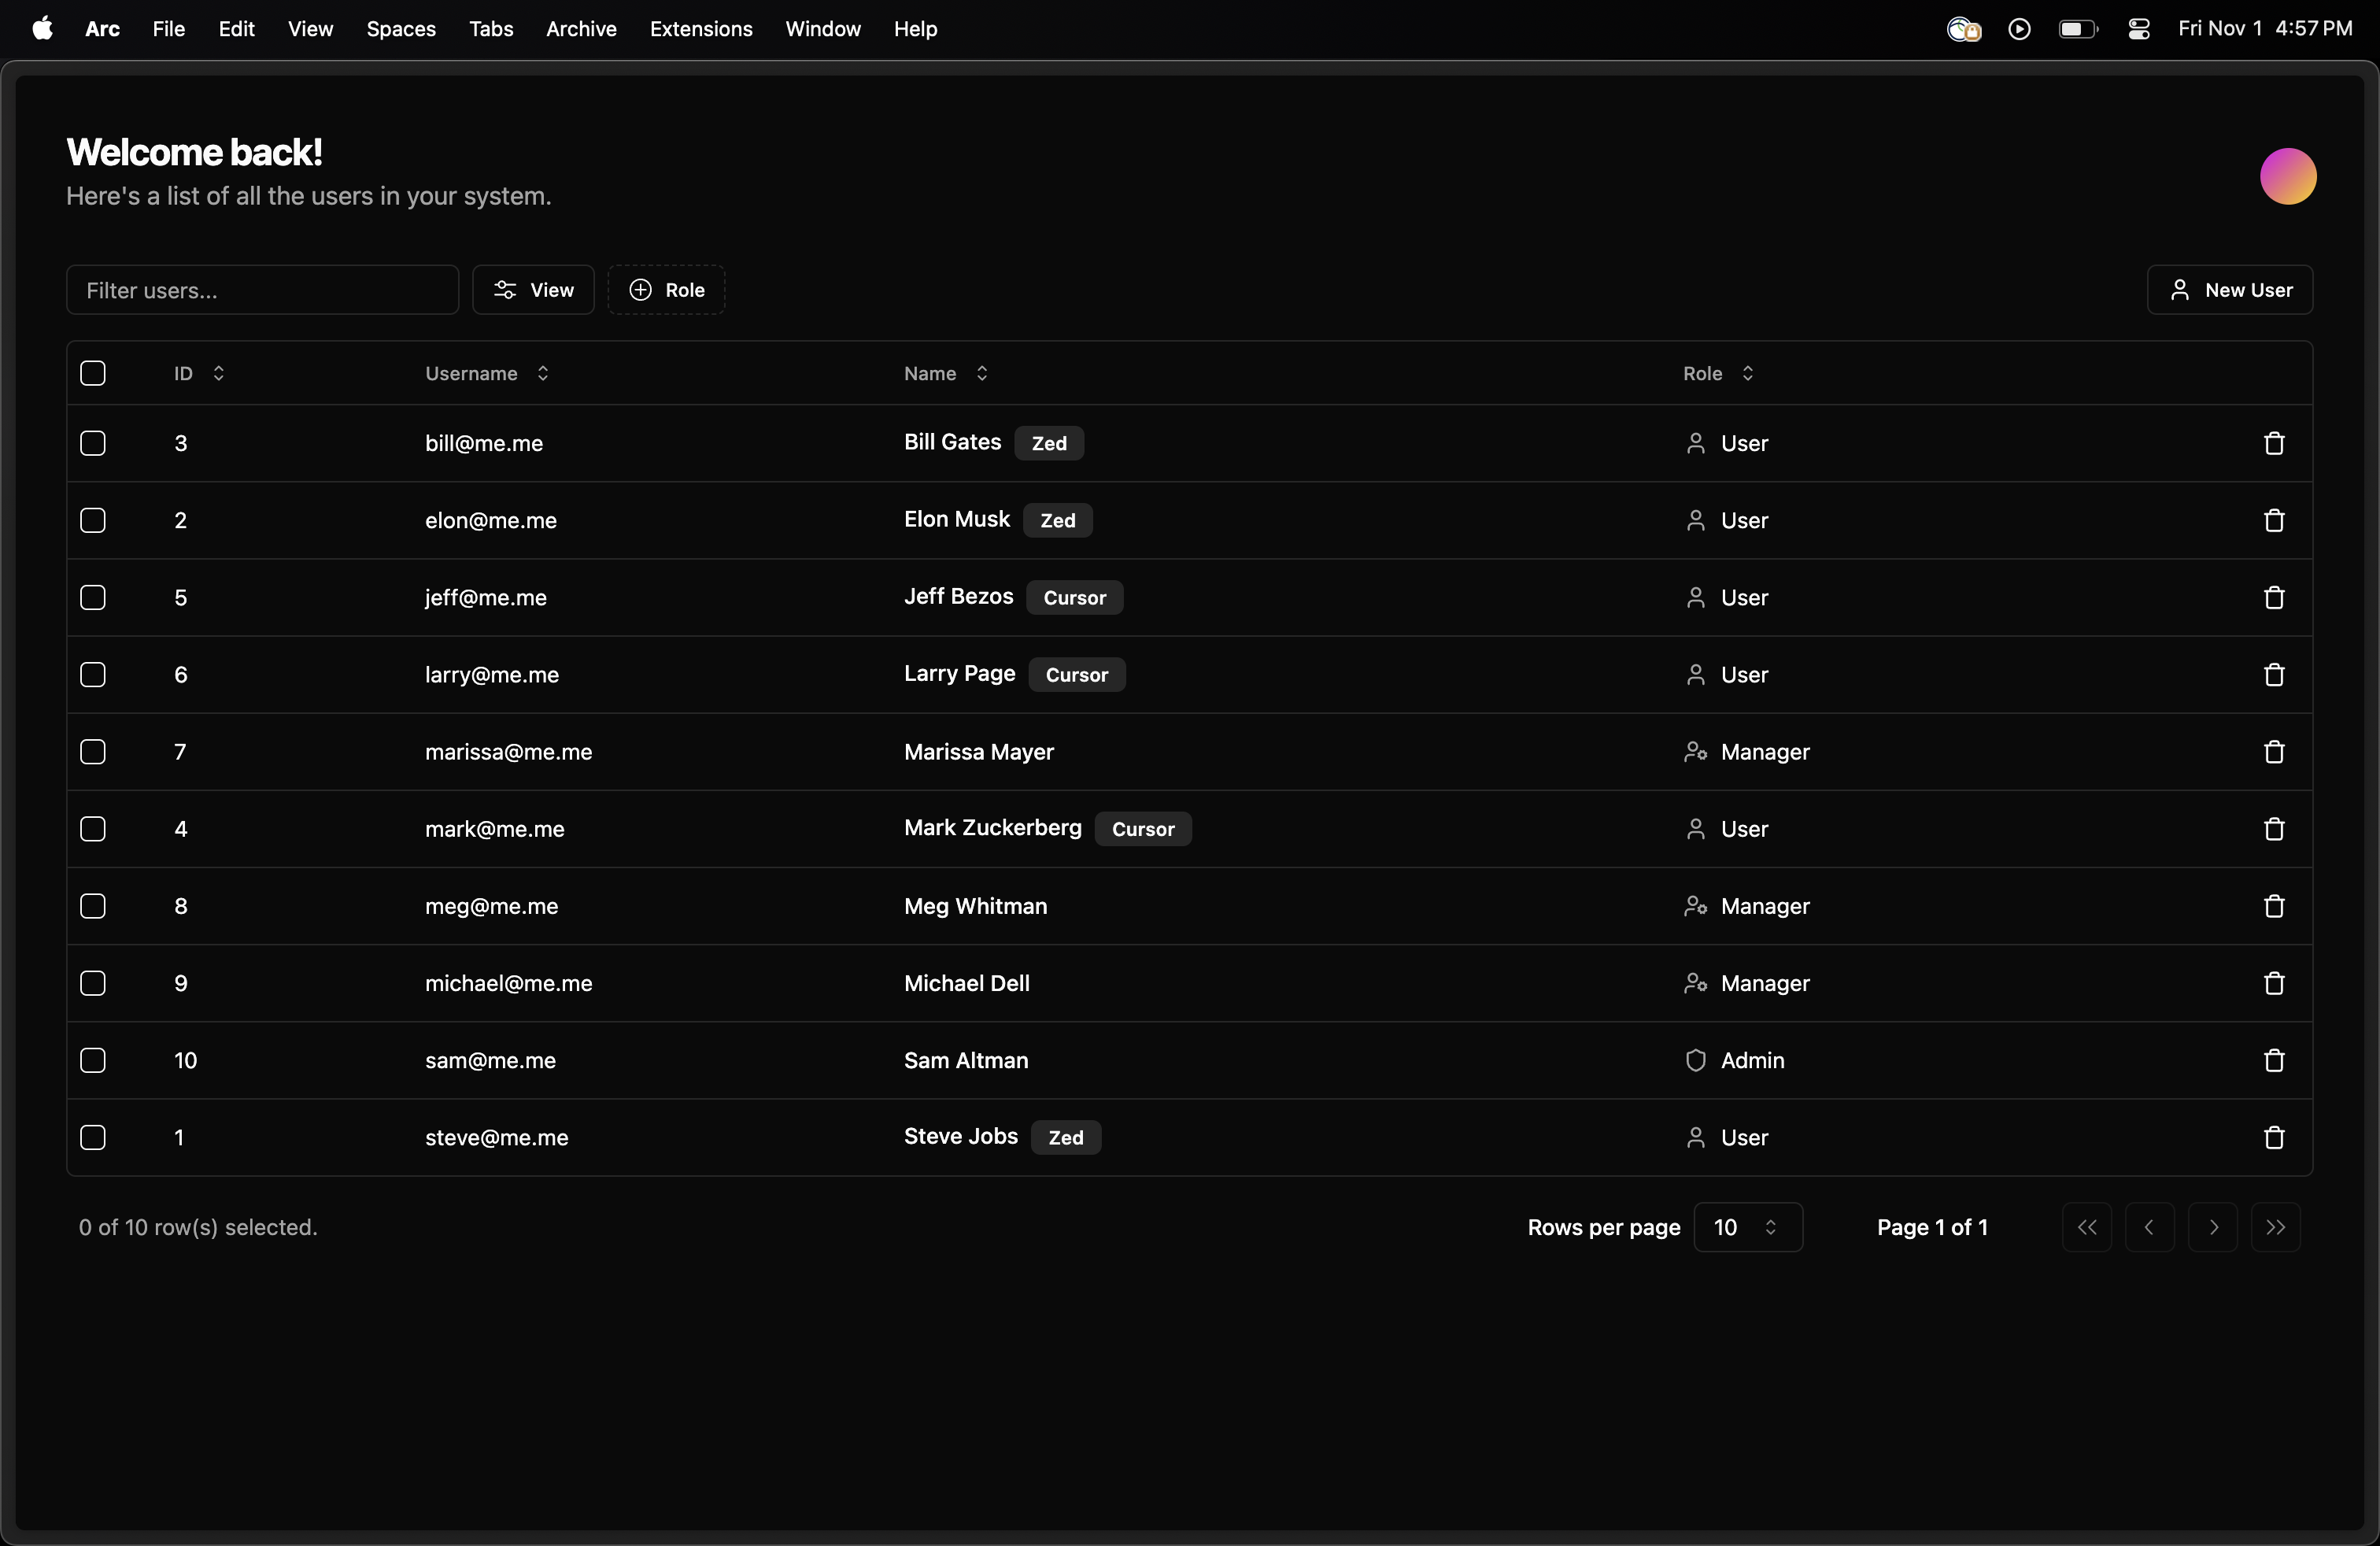 Arc File Edit View Spaces Tabs Archive Extensions Window Help Fri Nov 1 4:57 PM
Welcome back!
Here's a list of all the users in your system.
Filter users... View Role New User
ID Username Name Role
3 bill@me.me Bill Gates Zed User
2 elon@me.me Elon Musk Zed User
5 jeff@me.me Jeff Bezos Cursor User
6 larry@me.me Larry Page Cursor User
7 marissa@me.me Marissa Mayer Manager
4 mark@me.me Mark Zuckerberg Cursor User
8 meg@me.me Meg Whitman Manager
9 michael@me.me Michael Dell Manager
10 sam@me.me Sam Altman Admin
1 steve@me.me Steve Jobs Zed User
0 of 10 row(s) selected. Rows per page 10 Page 1 of 1